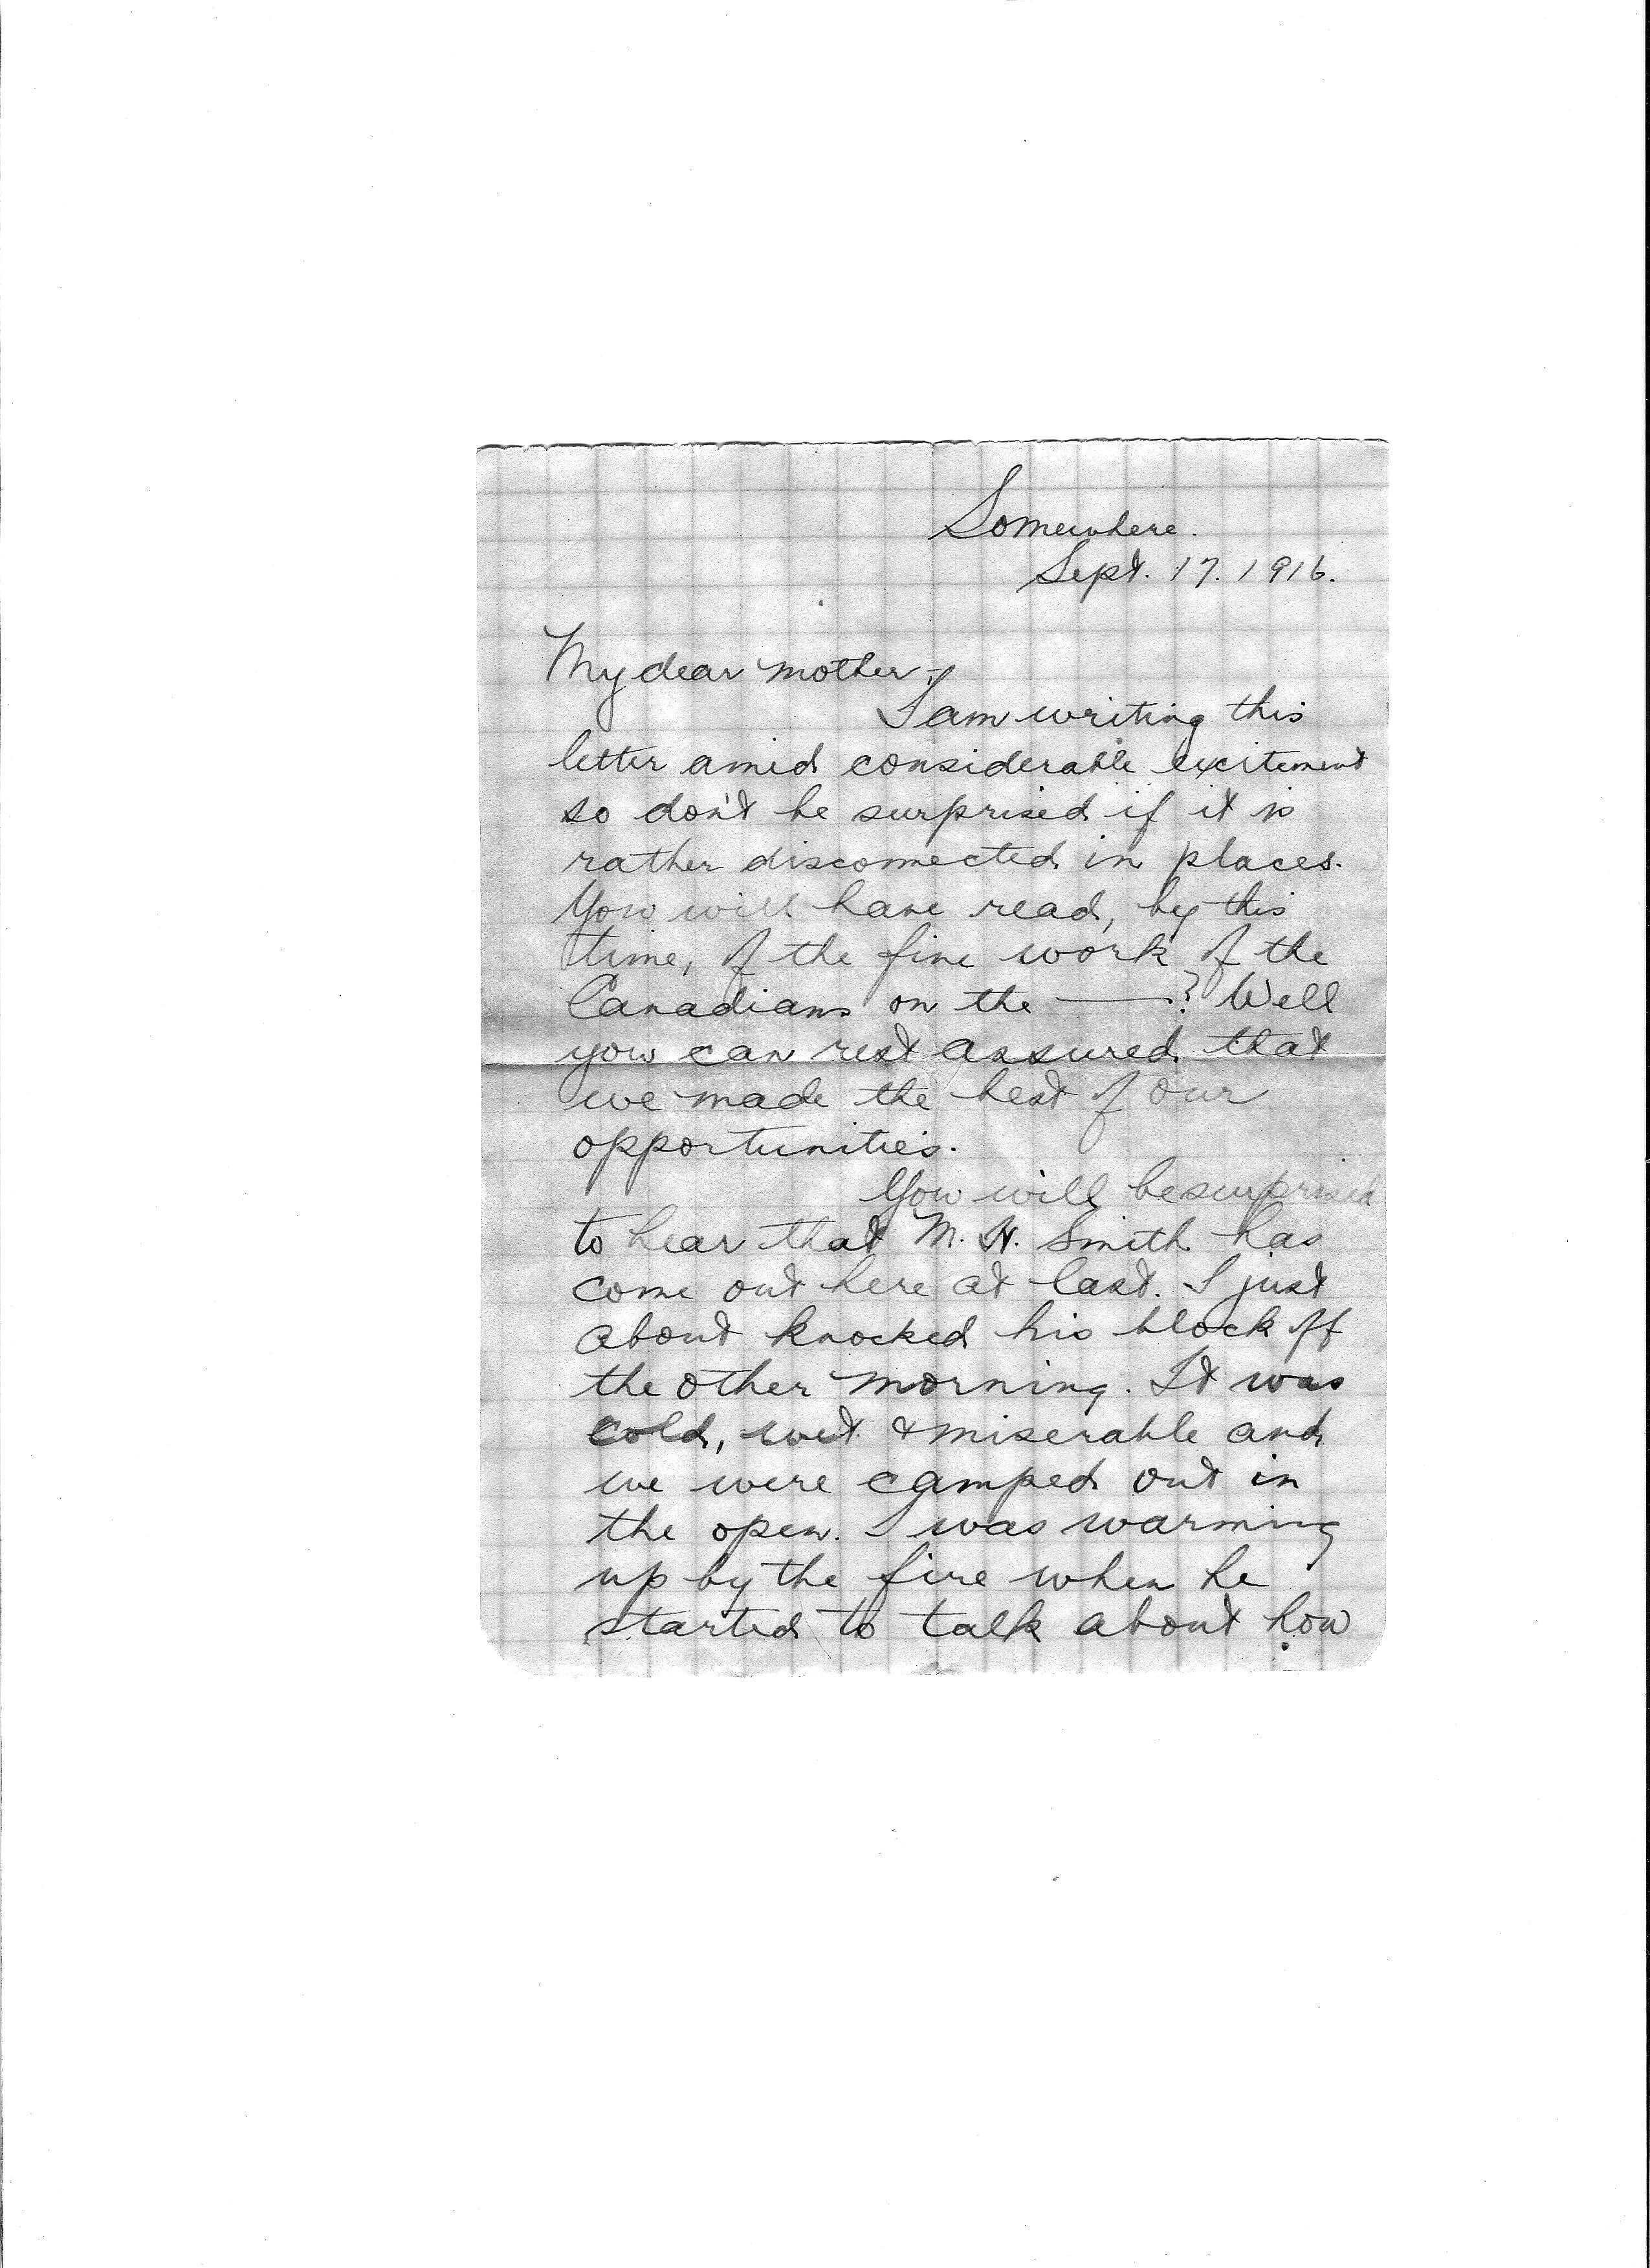 Somewhere.
Sept. 17. 1916.
My dear mother,-
I am writing this
letter amid considerable excitement
so don't be surprised if it is
rather disconnected in places.
You will have read, by this
time, of the fine work of the
Canadians on the ——? Well
you can rest assured that
we made the best of our
opportunities.
You will be surprised
to hear that M. H. Smith has
come out here at last. I just
about knocked his block off
the other morning. It was
cold, wet & miserable and
we were camped out in
the open. I was warming
up by the fire when he
started to talk about how